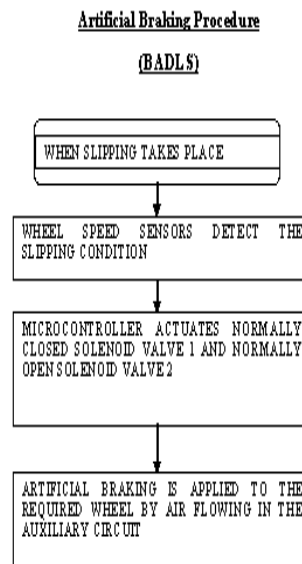 Artificial Braking Procedure
(BADLS)
WHEN SLIPPING TAKES PLACE
WHEEL SPEED SENSORS DETECT THE
SLIPPING CONDITION
MICROCONTROLLER ACTUATES NORMALLY
CLOSED SOLENOID VALVE 1 AND NORMALLY
OPEN SOLENOID VALVE 2
ARTIFICIAL BRAKING IS APPLIED TO THE
REQUIRED WHEEL BY AIR FLOWING IN THE
AUXILIARY CIRCUIT